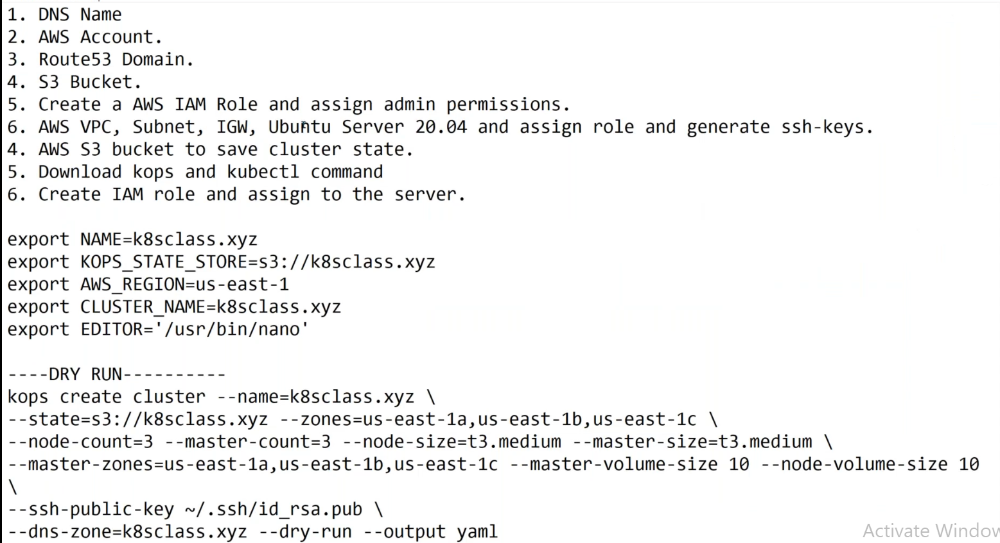 1. DNS Name
2. AWS Account.
3. Route53 Domain.
4. S3 Bucket.
5. Create a AWS IAM Role and assign admin permissions.
6. AWS VPC, Subnet, IGW, Ubuntu Server 20.04 and assign role and generate ssh-keys.
4. AWS S3 bucket to save cluster state.
5. Download kops and kubectl command
6. Create IAM role and assign to the server.
export NAME=k8sclass.xyz
export KOPS_STATE_STORE=s3://k8sclass.xyz
export AWS_REGION=us-east-1
export CLUSTER_NAME=k8sclass.xyz
export EDITOR='/usr/bin/nano'
----DRY RUN----------
kops create cluster --name=k8sclass.xyz \
--state=s3://k8sclass.xyz --zones=us-east-1a,us-east-1b,us-east-1c \
--node-count=3 --master-count=3 --node-size=t3.medium --master-size=t3.medium \
--master-zones=us-east-1a,us-east-1b,us-east-1c --master-volume-size 10 --node-volume-size 10
\
--ssh-public-key ~/.ssh/id_rsa.pub \
--dns-zone=k8sclass.xyz --dry-run --output yaml
Activate Window